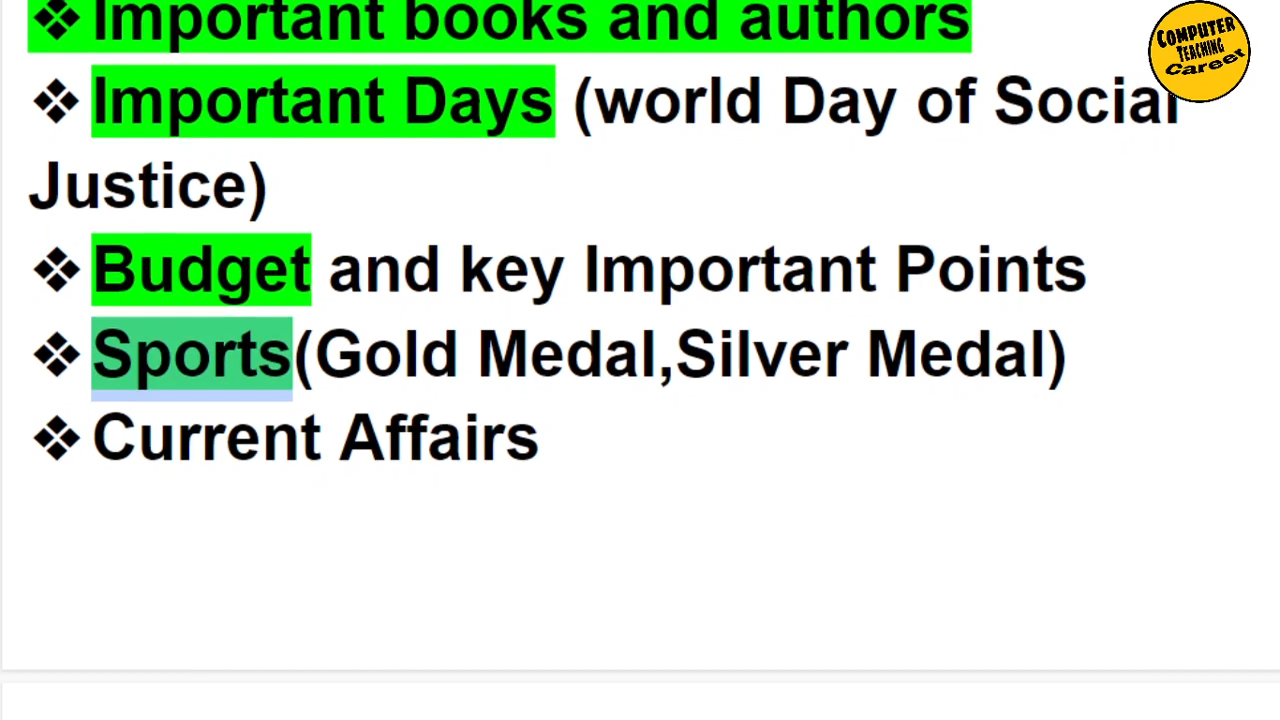 ❖ Important books and authors
❖ Important Days (world Day of Social
Justice)
❖ Budget and key Important Points
❖ Sports(Gold Medal,Silver Medal)
❖ Current Affairs
COMPUTER
TEACHING
Career